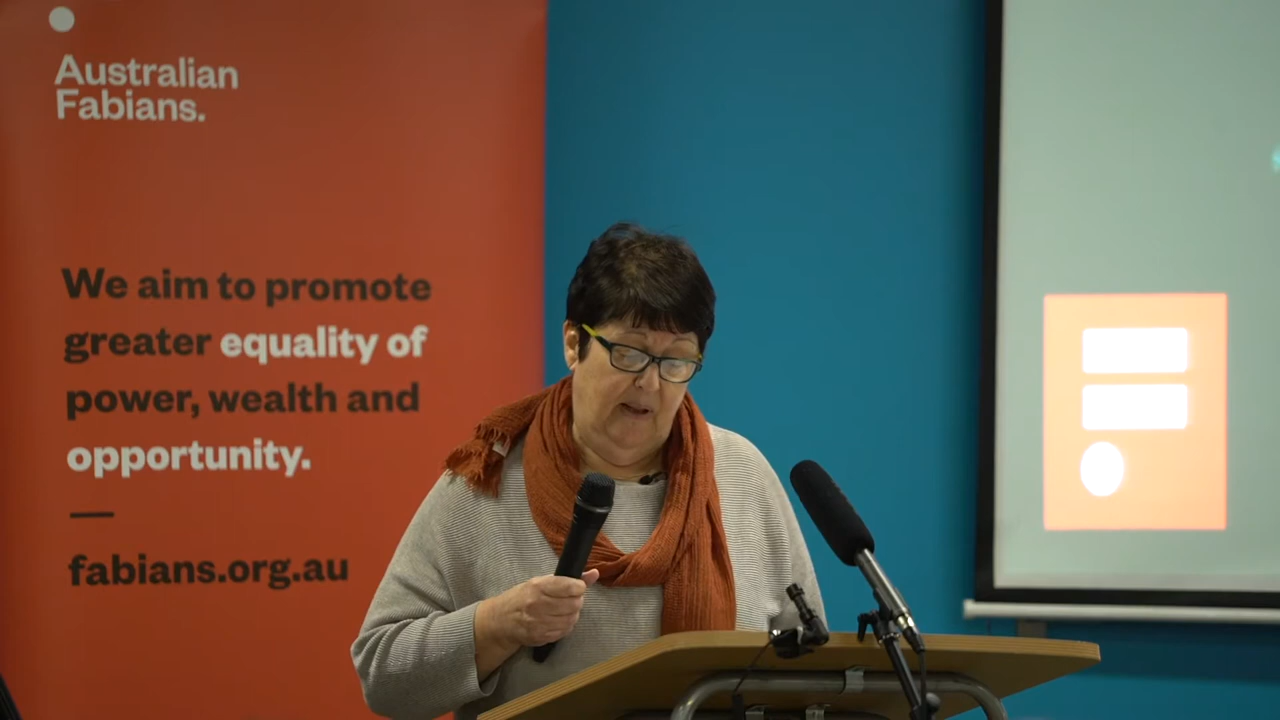 Australian
Fabians.
We aim to promote
greater equality of
power, wealth and
opportunity.
fabians.org.au